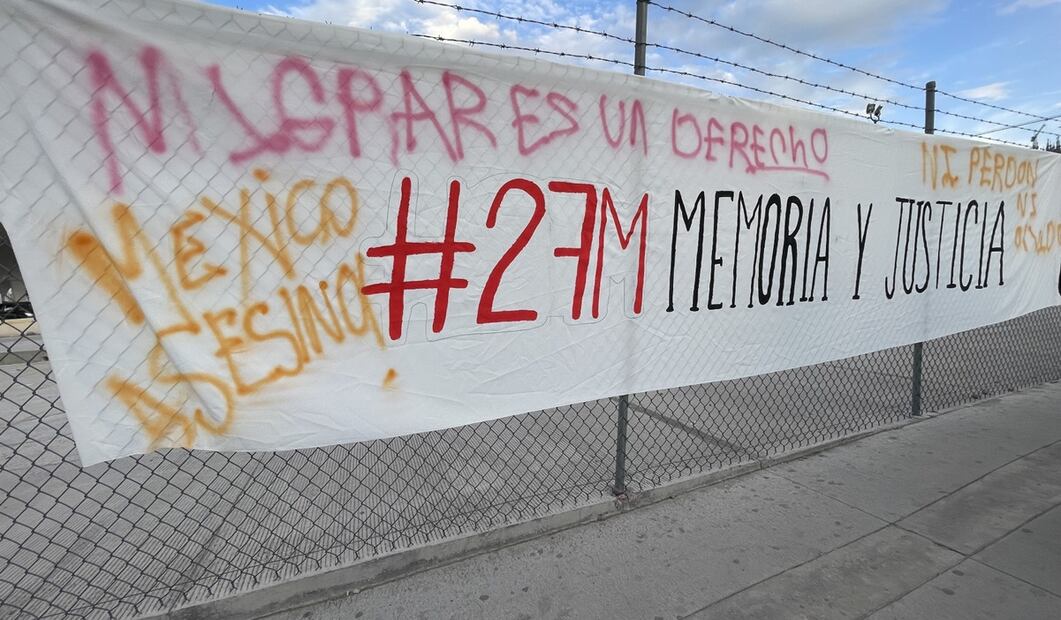 MIGRAR ES UN DERECHO
MEXICO
ASESINO!
#27M MEMORIA Y JUSTICIA
NI PERDON
NI